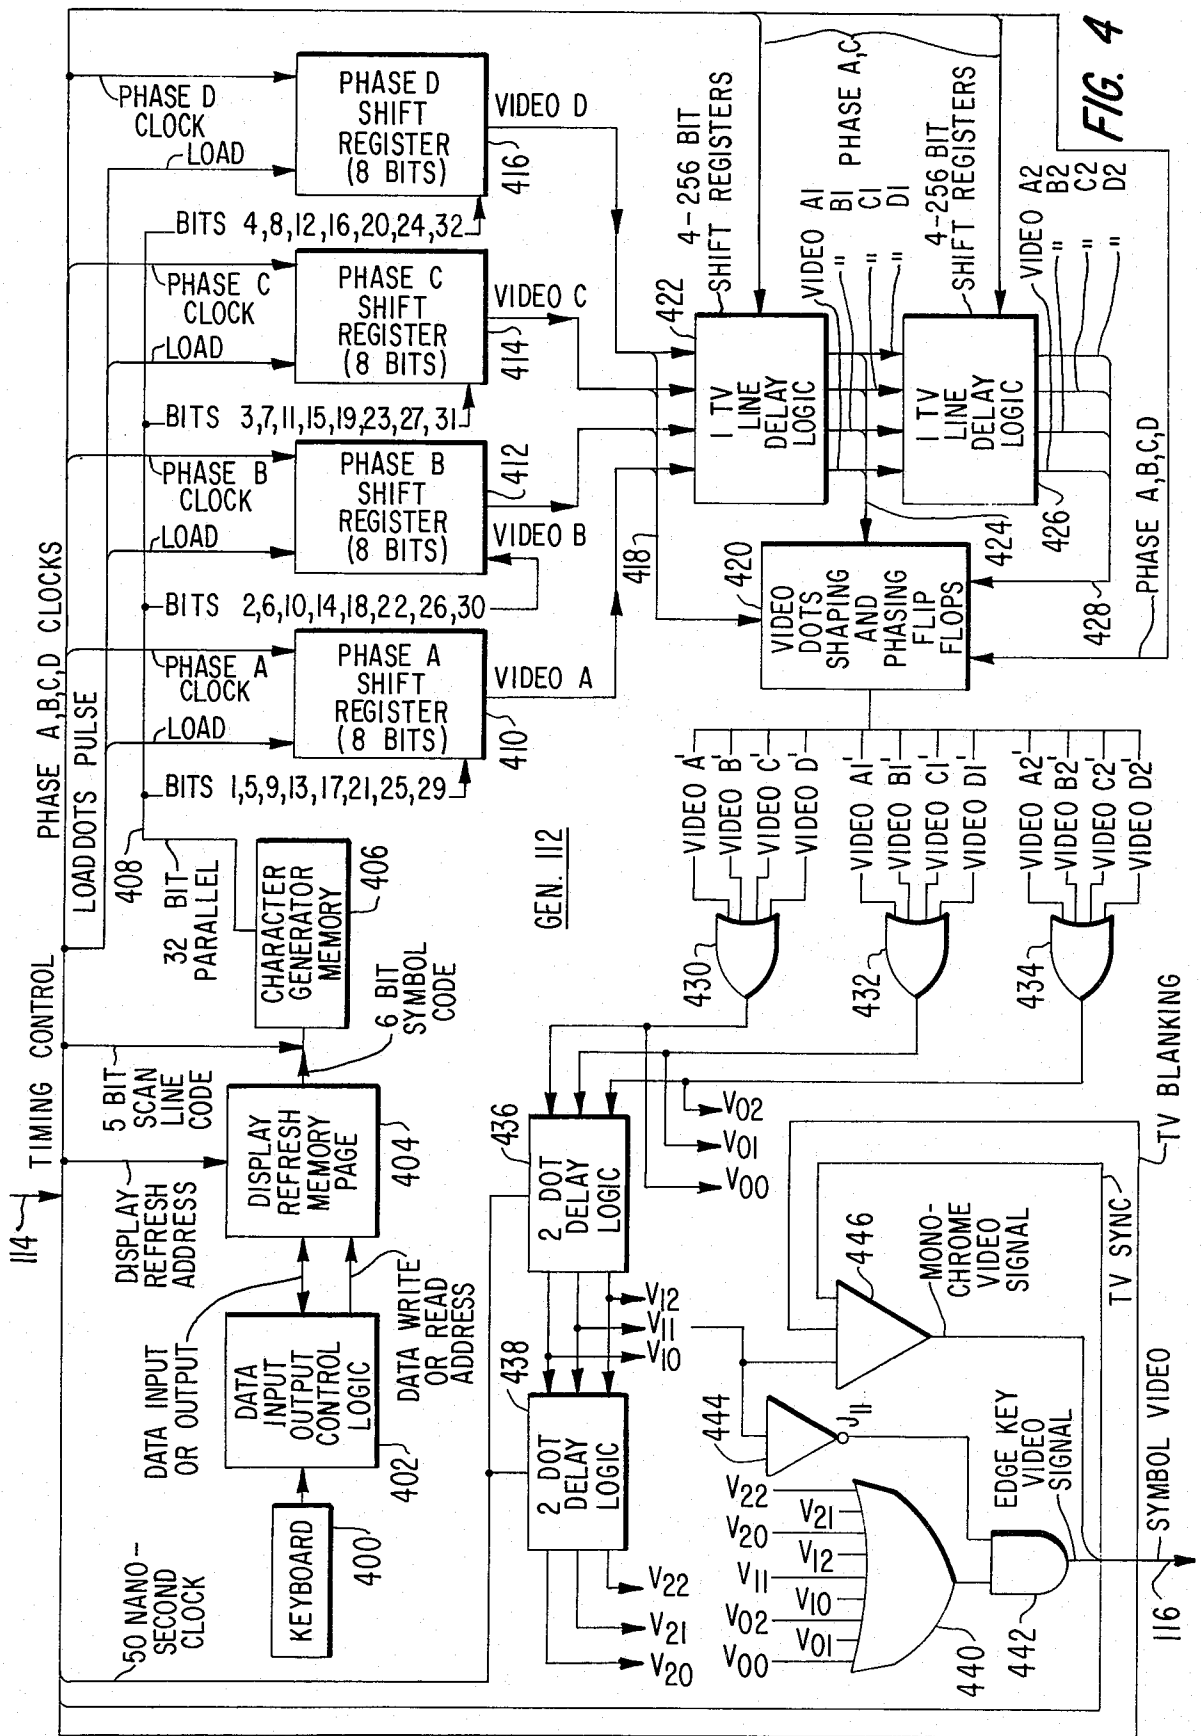 FIG. 4
114
TIMING CONTROL
PHASE A,B,C,D CLOCKS
LOAD DOTS PULSE
50 NANO-
SECOND
CLOCK
DATA INPUT
OR OUTPUT
DISPLAY
REFRESH
ADDRESS
5 BIT
SCAN
LINE
CODE
408
32 BIT
PARALLEL
KEYBOARD
400
DATA
INPUT
OUTPUT
CONTROL
LOGIC
402
DATA WRITE
OR READ
ADDRESS
DISPLAY
REFRESH
MEMORY
PAGE
404
6 BIT
SYMBOL
CODE
CHARACTER
GENERATOR
MEMORY
406
BITS 1,5,9,13,17,21,25,29
LOAD
PHASE A
CLOCK
PHASE A
SHIFT
REGISTER
(8 BITS)
410
VIDEO A
BITS 2,6,10,14,18,22,26,30
LOAD
PHASE B
CLOCK
PHASE B
SHIFT
REGISTER
(8 BITS)
412
VIDEO B
BITS 3,7,11,15,19,23,27,31
LOAD
PHASE C
CLOCK
PHASE C
SHIFT
REGISTER
(8 BITS)
414
VIDEO C
BITS 4,8,12,16,20,24,32
LOAD
PHASE D
CLOCK
PHASE D
SHIFT
REGISTER
(8 BITS)
416
VIDEO D
GEN. 112
418
420
VIDEO
DOTS
SHAPING
AND
PHASING
FLIP
FLOPS
422
1 TV
LINE
DELAY
LOGIC
4-256 BIT
SHIFT REGISTERS
PHASE A,C
VIDEO A1
" B1
" C1
" D1
424
1 TV
LINE
DELAY
LOGIC
426
4-256 BIT
SHIFT REGISTERS
VIDEO A2
" B2
" C2
" D2
428
PHASE A,B,C,D
VIDEO A'
VIDEO B'
VIDEO C'
VIDEO D'
VIDEO A1'
VIDEO B1'
VIDEO C1'
VIDEO D1'
VIDEO A2'
VIDEO B2'
VIDEO C2'
VIDEO D2'
430
432
434
436
2 DOT
DELAY
LOGIC
V02
V01
V00
438
2 DOT
DELAY
LOGIC
V12
V11
V10
V22
V21
V20
444
J11
446
MONO-
CHROME
VIDEO
SIGNAL
TV SYNC
TV BLANKING
V22
V21
V20
V12
V11
V10
V02
V01
V00
440
442
EDGE KEY
VIDEO
SIGNAL
SYMBOL VIDEO
116